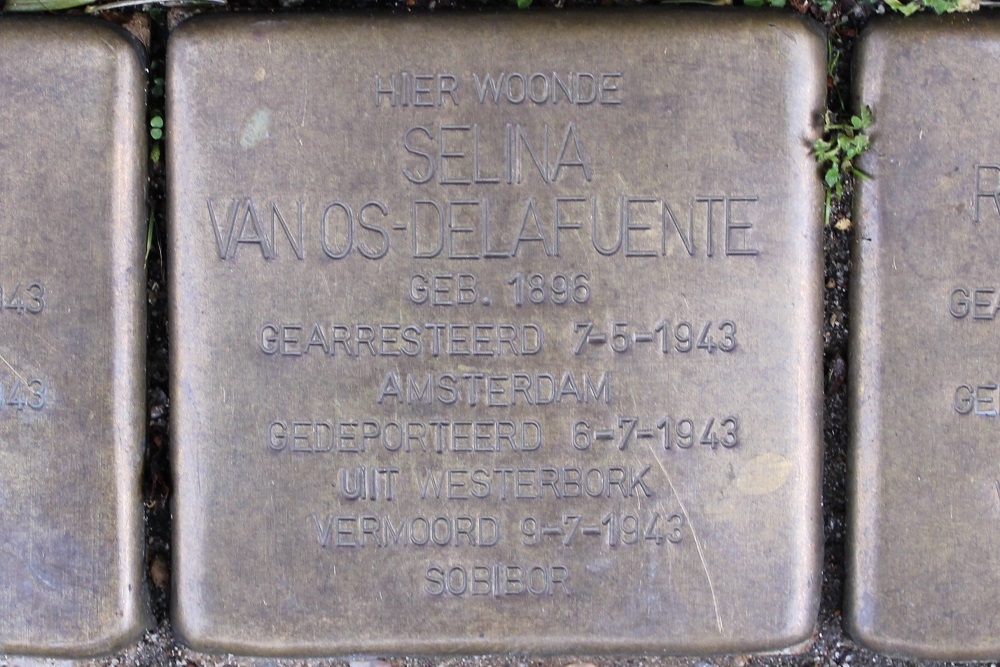 HIER WOONDE
SELINA
VAN OS-DELAFUENTE
GEB. 1896
GEARRESTEERD 7-5-1943
AMSTERDAM
GEDEPORTEERD 6-7-1943
UIT WESTERBORK
VERMOORD 9-7-1943
SOBIBOR